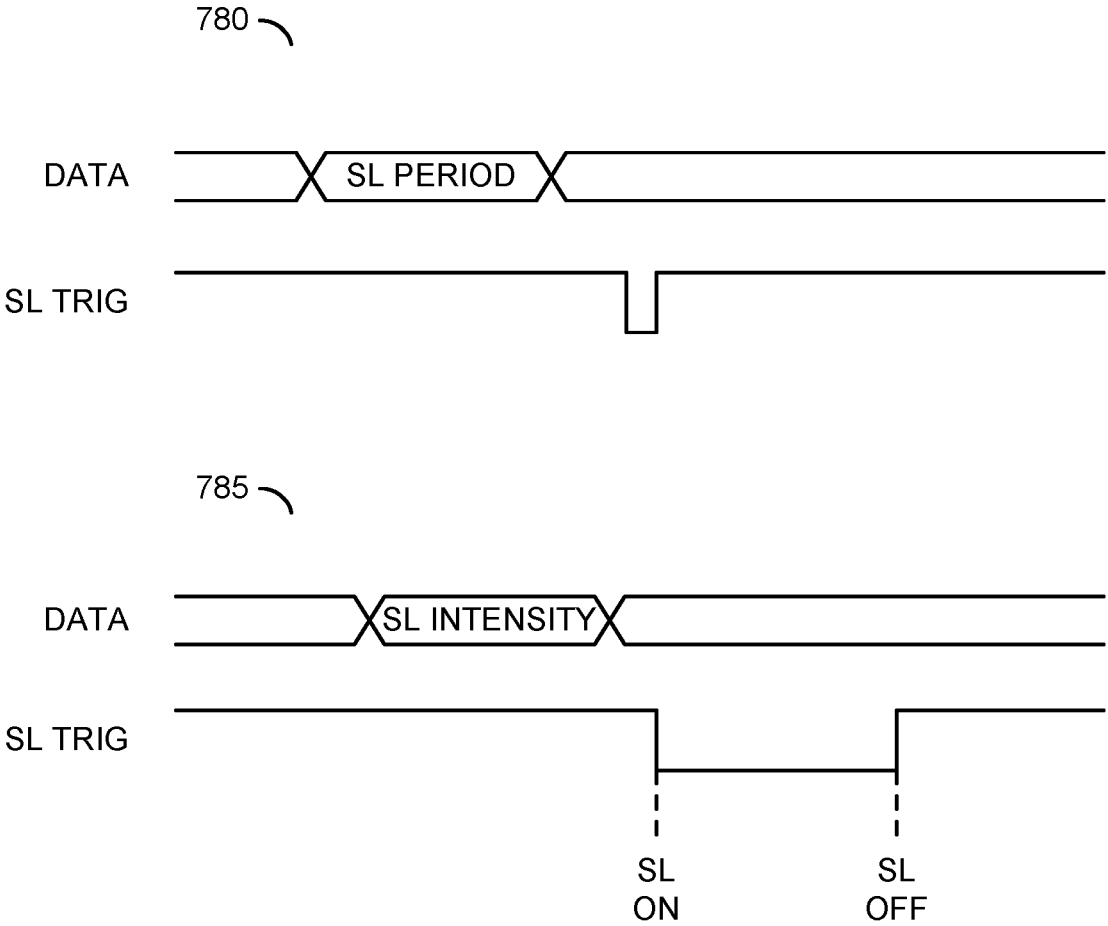 780
DATA
SL PERIOD
SL TRIG
785
DATA
SL INTENSITY
SL TRIG
SL
ON
SL
OFF